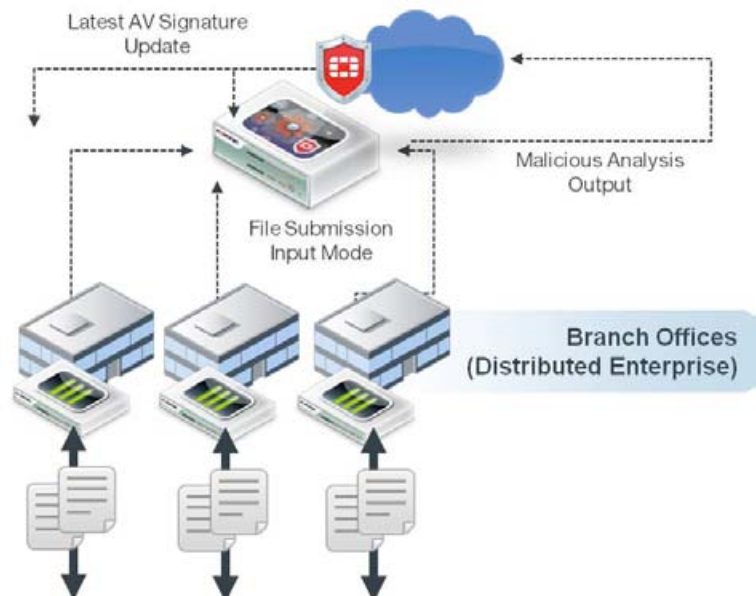 Latest AV Signature
Update
Malicious Analysis
Output
File Submission
Input Mode
Branch Offices
(Distributed Enterprise)